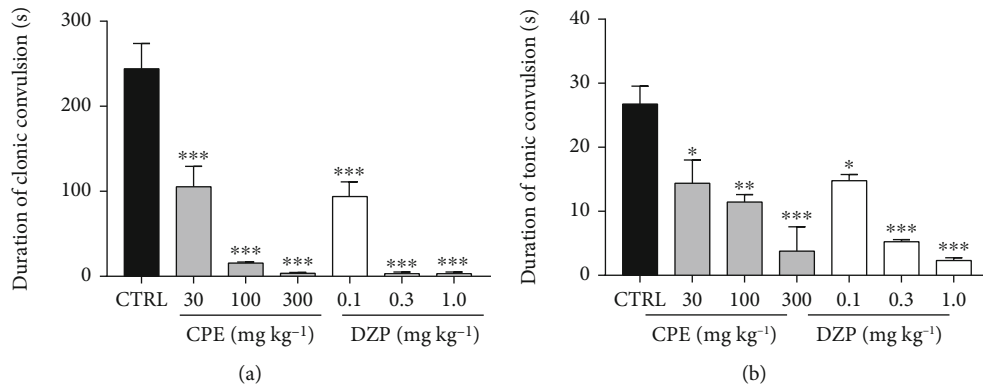 Duration of clonic convulsion (s)
300
200
100
0
***
***
***
***
***
***
CTRL 30 100 300 0.1 0.3 1.0
CPE (mg kg⁻¹) DZP (mg kg⁻¹)
(a)
Duration of tonic convulsion (s)
40
30
20
10
0
*
**
***
*
***
***
CTRL 30 100 300 0.1 0.3 1.0
CPE (mg kg⁻¹) DZP (mg kg⁻¹)
(b)